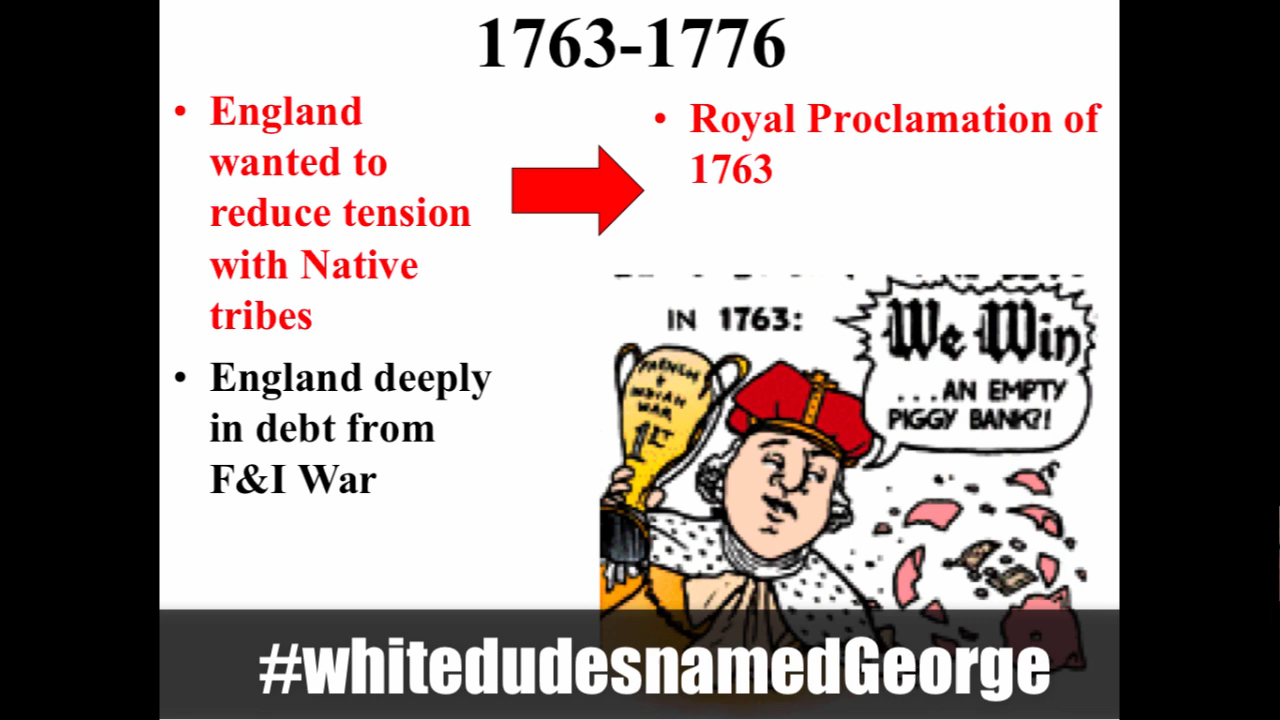 1763-1776
• England
wanted to
reduce tension
with Native
tribes
• England deeply
in debt from
F&I War
• Royal Proclamation of
1763
IN 1763:
We Win
...AN EMPTY
PIGGY BANK?!
FRENCH
+
INDIAN
WAR
1ST
#whitedudesnamedGeorge